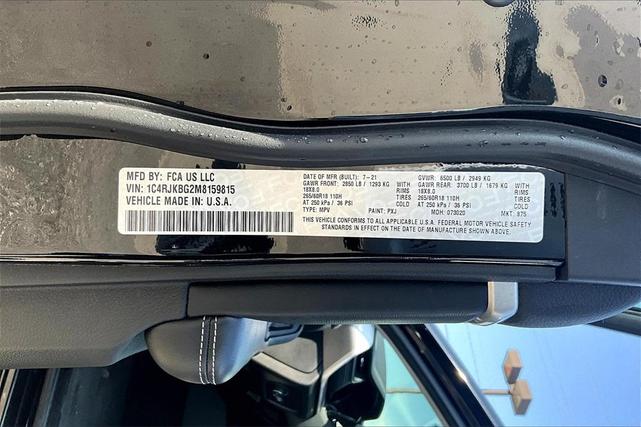 MFD BY: FCA US LLC
VIN: 1C4RJKBG2M8159815
VEHICLE MADE IN: U.S.A.
DATE OF MFR (BUILT): 7-21
GVWR: 6500 LB / 2949 KG
GAWR FRONT: 2850 LB / 1293 KG WITH
GAWR REAR: 3700 LB / 1679 KG WITH
18X8.0 RIMS
18X8.0 RIMS
265/60R18 110H TIRES
265/60R18 110H TIRES
AT 250 kPa / 36 PSI COLD
AT 250 kPa / 36 PSI COLD
TYPE: MPV PAINT: PXJ MDH: 073020 MKT: 875
THIS VEHICLE CONFORMS TO ALL APPLICABLE U.S.A. FEDERAL MOTOR VEHICLE SAFETY
STANDARDS IN EFFECT ON THE DATE OF MANUFACTURE SHOWN ABOVE.